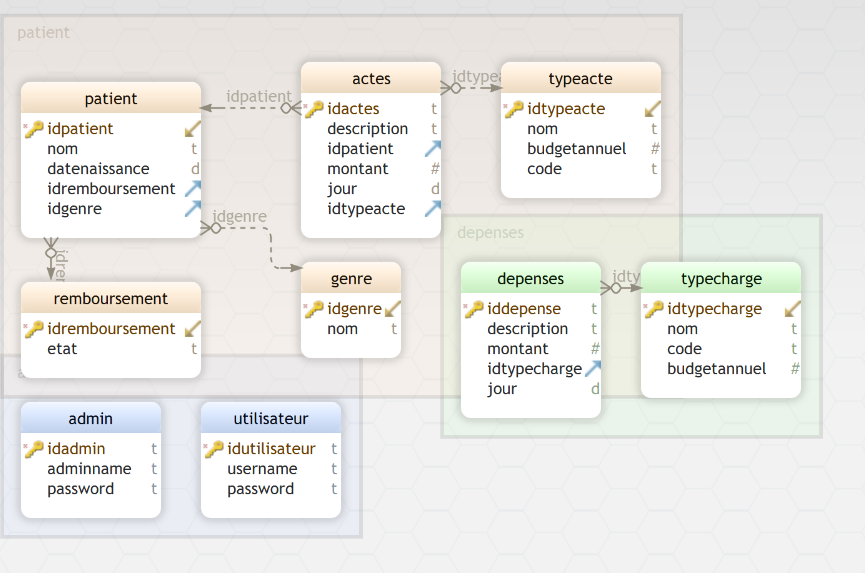 patient
patient
idpatient
nom t
datenaissance d
idremboursement
idgenre
idpatient
actes
idactes t
description t
idpatient
montant #
jour d
idtypeacte
idtypea
typeacte
idtypeacte
nom t
budgetannuel #
code t
idgenre
idre
remboursement
idremboursement
etat t
genre
idgenre
nom t
depenses
depenses
iddepense t
description t
montant #
idtypecharge
jour d
idty
typecharge
idtypecharge
nom t
code t
budgetannuel #
a
admin
idadmin t
adminname t
password t
utilisateur
idutilisateur t
username t
password t